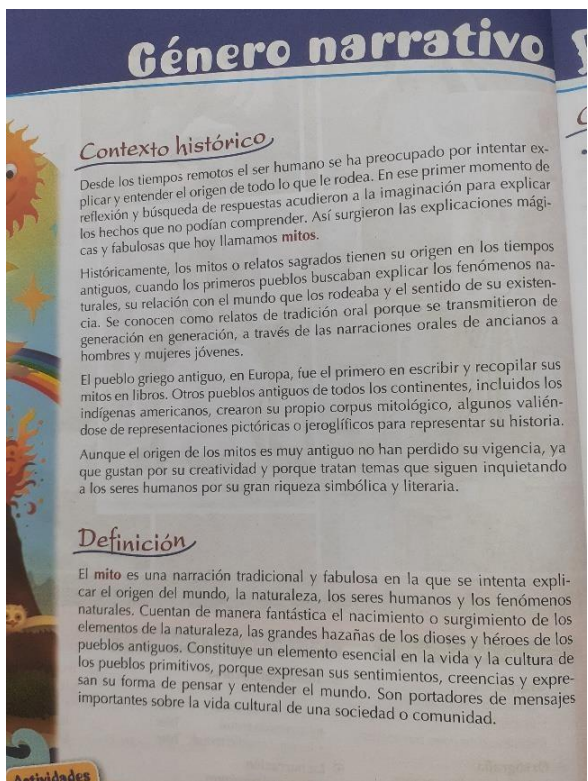 Género narrativo
Contexto histórico
Desde los tiempos remotos el ser humano se ha preocupado por intentar ex-
plicar y entender el origen de todo lo que le rodea. En ese primer momento de
reflexión y búsqueda de respuestas acudieron a la imaginación para explicar
los hechos que no podían comprender. Así surgieron las explicaciones mági-
cas y fabulosas que hoy llamamos mitos.
Históricamente, los mitos o relatos sagrados tienen su origen en los tiempos
antiguos, cuando los primeros pueblos buscaban explicar los fenómenos na-
turales, su relación con el mundo que los rodeaba y el sentido de su existen-
cia. Se conocen como relatos de tradición oral porque se transmitieron de
generación en generación, a través de las narraciones orales de ancianos a
hombres y mujeres jóvenes.
El pueblo griego antiguo, en Europa, fue el primero en escribir y recopilar sus
mitos en libros. Otros pueblos antiguos de todos los continentes, incluidos los
indígenas americanos, crearon su propio corpus mitológico, algunos valién-
dose de representaciones pictóricas o jeroglíficos para representar su historia.
Aunque el origen de los mitos es muy antiguo no han perdido su vigencia, ya
que gustan por su creatividad y porque tratan temas que siguen inquietando
a los seres humanos por su gran riqueza simbólica y literaria.
Definición
El mito es una narración tradicional y fabulosa en la que se intenta expli-
car el origen del mundo, la naturaleza, los seres humanos y los fenómenos
naturales. Cuentan de manera fantástica el nacimiento o surgimiento de los
elementos de la naturaleza, las grandes hazañas de los dioses y héroes de los
pueblos antiguos. Constituye un elemento esencial en la vida y la cultura de
los pueblos primitivos, porque expresan sus sentimientos, creencias y expre-
san su forma de pensar y entender el mundo. Son portadores de mensajes
importantes sobre la vida cultural de una sociedad o comunidad.
Actividades